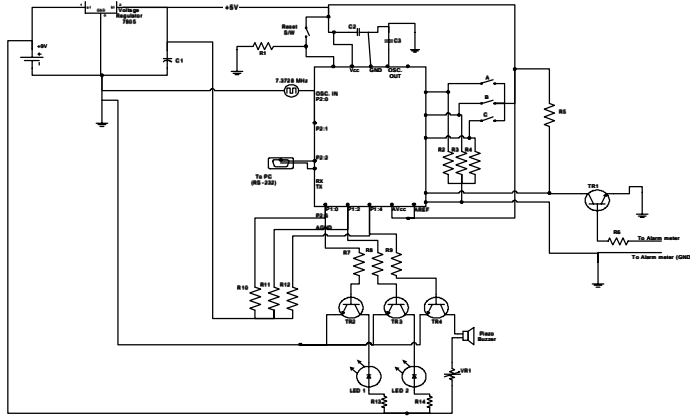 Voltage
Regulator
7805
GND
+5V
+9V
C1
Reset
S/W
R1
C2
C3
Vcc
GND
OSC.
OUT
7.3728 MHz
OSC. IN
P2:0
P2:1
P2:2
To PC
(RS-232)
RX
TX
A
B
C
R2
R3
R4
R5
TR1
R6
To Alarm meter
To Alarm meter (GND)
P1:0
P1:2
P1:4
AVcc
AREF
AGND
R7
R8
R9
R10
R11
R12
TR2
TR3
TR4
Piezo
Buzzer
VR1
LED 1
LED 2
R13
R14